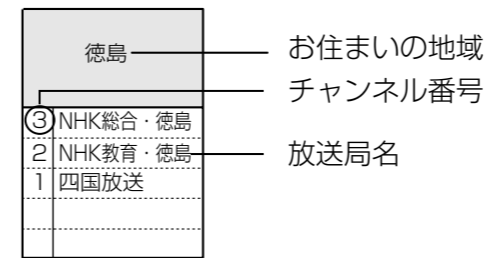 徳島
お住まいの地域
チャンネル番号
③ NHK総合・徳島
2 NHK教育・徳島
放送局名
1 四国放送